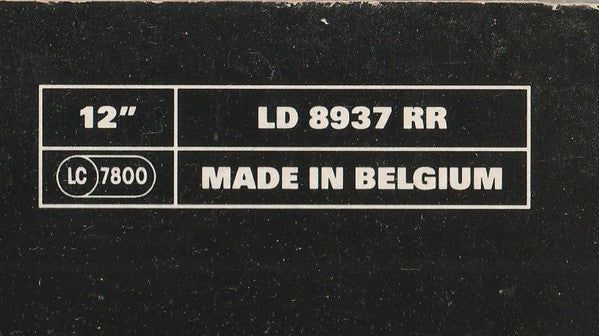 12" LD 8937 RR
LC 7800 MADE IN BELGIUM